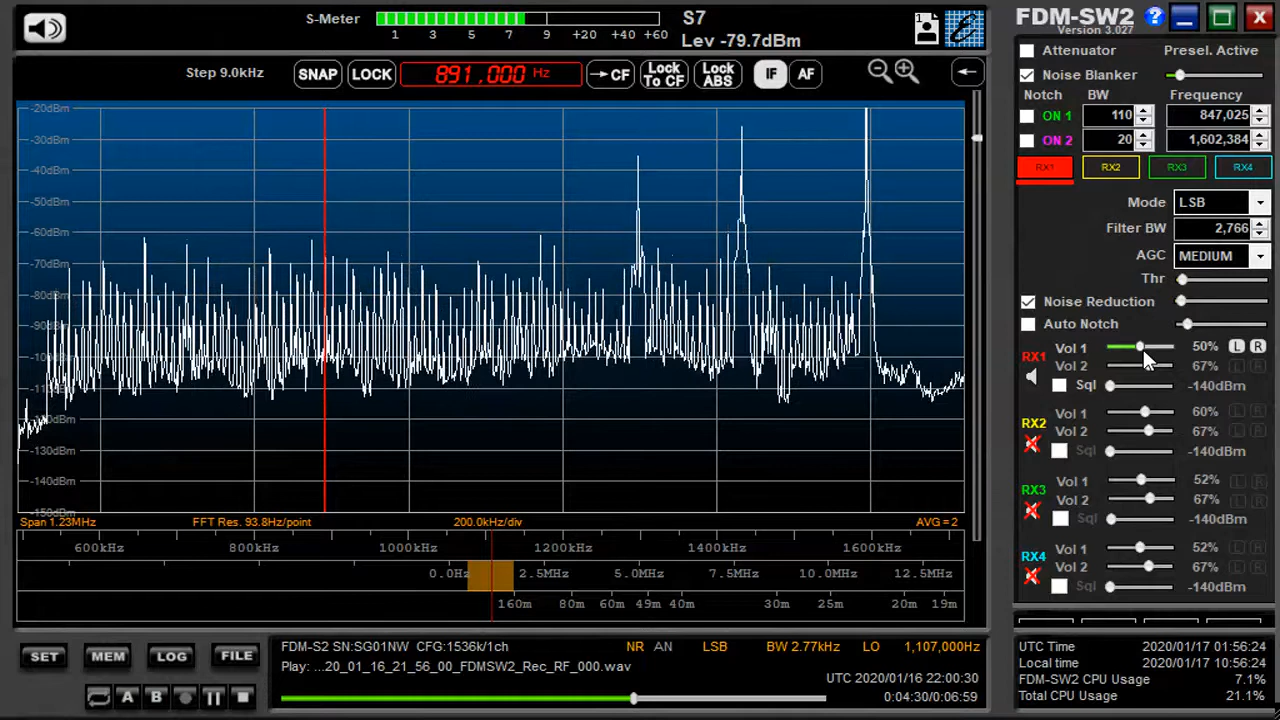 S-Meter
1 3 5 7 9 +20 +40 +60
S7
Lev -79.7dBm
FDM-SW2
Version 3.027
Step 9.0kHz
SNAP
LOCK
891,000 Hz
→CF
Lock To CF
Lock ABS
IF
AF
-20dBm
-30dBm
-40dBm
-50dBm
-60dBm
-70dBm
-80dBm
-90dBm
-100dBm
-110dBm
-120dBm
-130dBm
-140dBm
-150dBm
Span 1.23MHz
FFT Res. 93.8Hz/point
200.0kHz/div
AVG = 2
600kHz 800kHz 1000kHz 1200kHz 1400kHz 1600kHz
0.0Hz 2.5MHz 5.0MHz 7.5MHz 10.0MHz 12.5MHz
160m 80m 60m 49m 40m 30m 25m 20m 19m
Attenuator Presel. Active
Noise Blanker
Notch BW Frequency
ON 1 110 847,025
ON 2 20 1,602,384
RX1 RX2 RX3 RX4
Mode LSB
Filter BW 2,766
AGC MEDIUM
Thr
Noise Reduction
Auto Notch
RX1
Vol 1 50% L R
Vol 2 67% L R
Sql -140dBm
RX2
Vol 1 60% L R
Vol 2 67% L R
Sql -140dBm
RX3
Vol 1 52% L R
Vol 2 67% L R
Sql -140dBm
RX4
Vol 1 52% L R
Vol 2 67% L R
Sql -140dBm
SET MEM LOG FILE
A B
FDM-S2 SN:SG01NW CFG:1536k/1ch NR AN LSB BW 2.77kHz LO 1,107,000Hz
Play: ...20_01_16_21_56_00_FDMSW2_Rec_RF_000.wav
UTC 2020/01/16 22:00:30
0:04:30/0:06:59
UTC Time 2020/01/17 01:56:24
Local time 2020/01/17 10:56:24
FDM-SW2 CPU Usage 7.1%
Total CPU Usage 21.1%